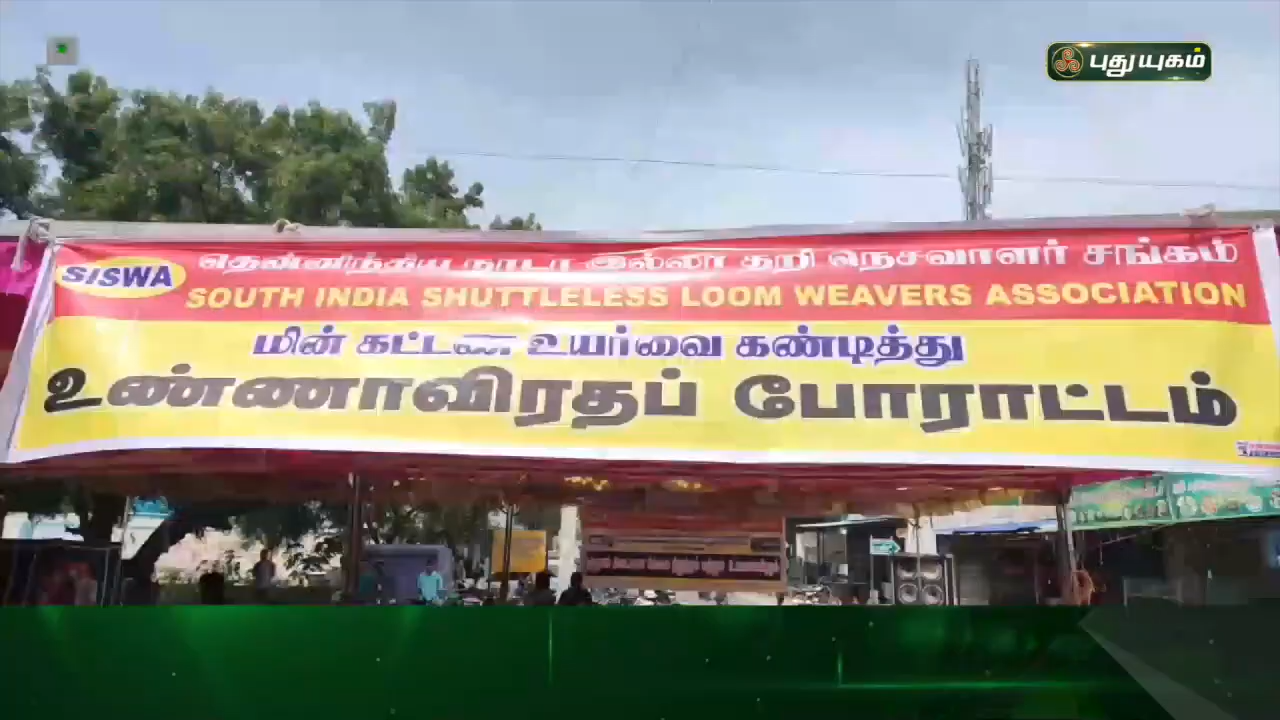 புதுயுகம்
தென்னிந்திய நாடா இல்லா தறி நெசவாளர் சங்கம்
SISWA
SOUTH INDIA SHUTTLELESS LOOM WEAVERS ASSOCIATION
மின் கட்டண உயர்வை கண்டித்து
உண்ணாவிரதப் போராட்டம்